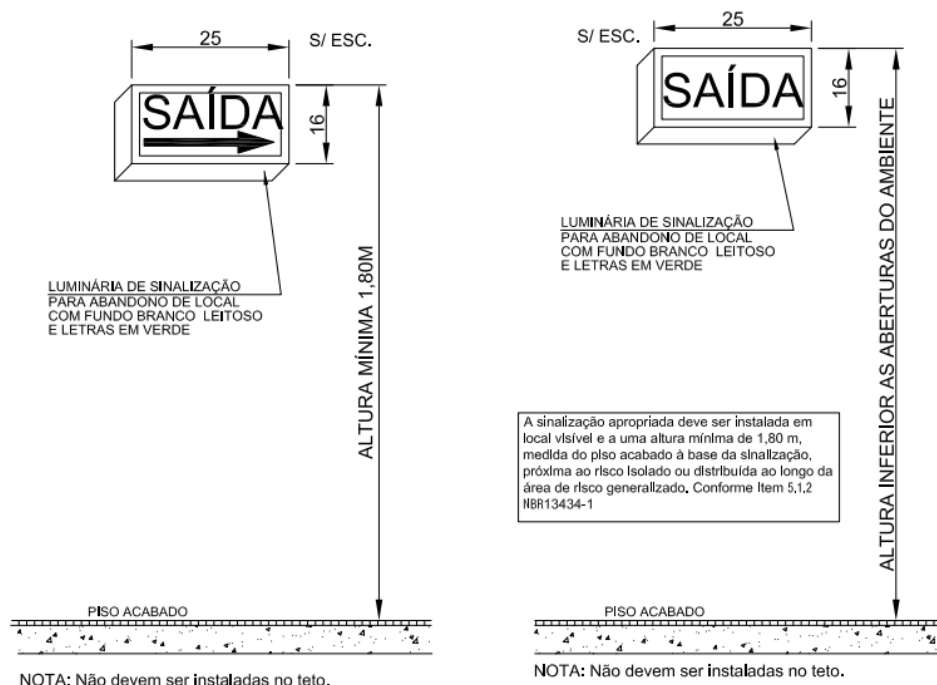 25
S/ ESC.
SAÍDA
16
LUMINÁRIA DE SINALIZAÇÃO
PARA ABANDONO DE LOCAL
COM FUNDO BRANCO LEITOSO
E LETRAS EM VERDE
ALTURA MÍNIMA 1,80M
PISO ACABADO
NOTA: Não devem ser instaladas no teto.
S/ ESC.
25
SAÍDA
16
LUMINÁRIA DE SINALIZAÇÃO
PARA ABANDONO DE LOCAL
COM FUNDO BRANCO LEITOSO
E LETRAS EM VERDE
ALTURA INFERIOR AS ABERTURAS DO AMBIENTE
A sinalização apropriada deve ser instalada em
local visível e a uma altura mínima de 1,80 m,
medida do piso acabado à base da sinalização,
próxima ao risco isolado ou distribuída ao longo da
área de risco generalizado. Conforme Item 5.1.2
NBR13434-1
PISO ACABADO
NOTA: Não devem ser instaladas no teto.